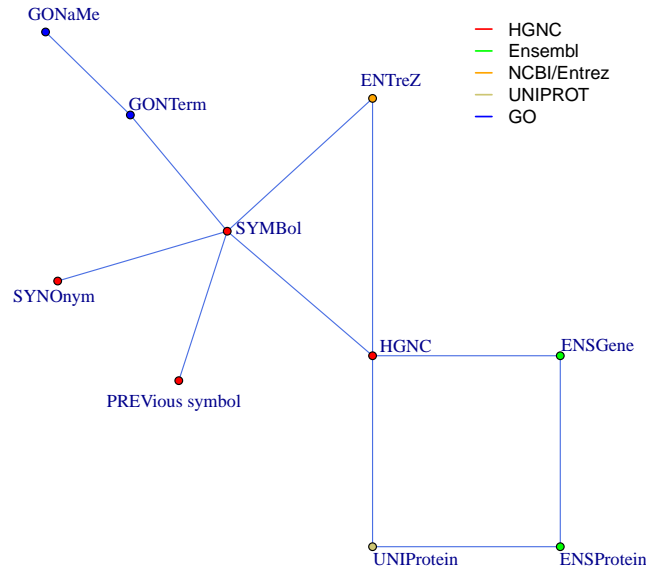 GONaMe
HGNC
Ensembl
NCBI/Entrez
UNIPROT
GO
ENTreZ
GONTerm
SYMBol
SYNOnym
HGNC
ENSGene
PREVious symbol
UNIProtein
ENSProtein